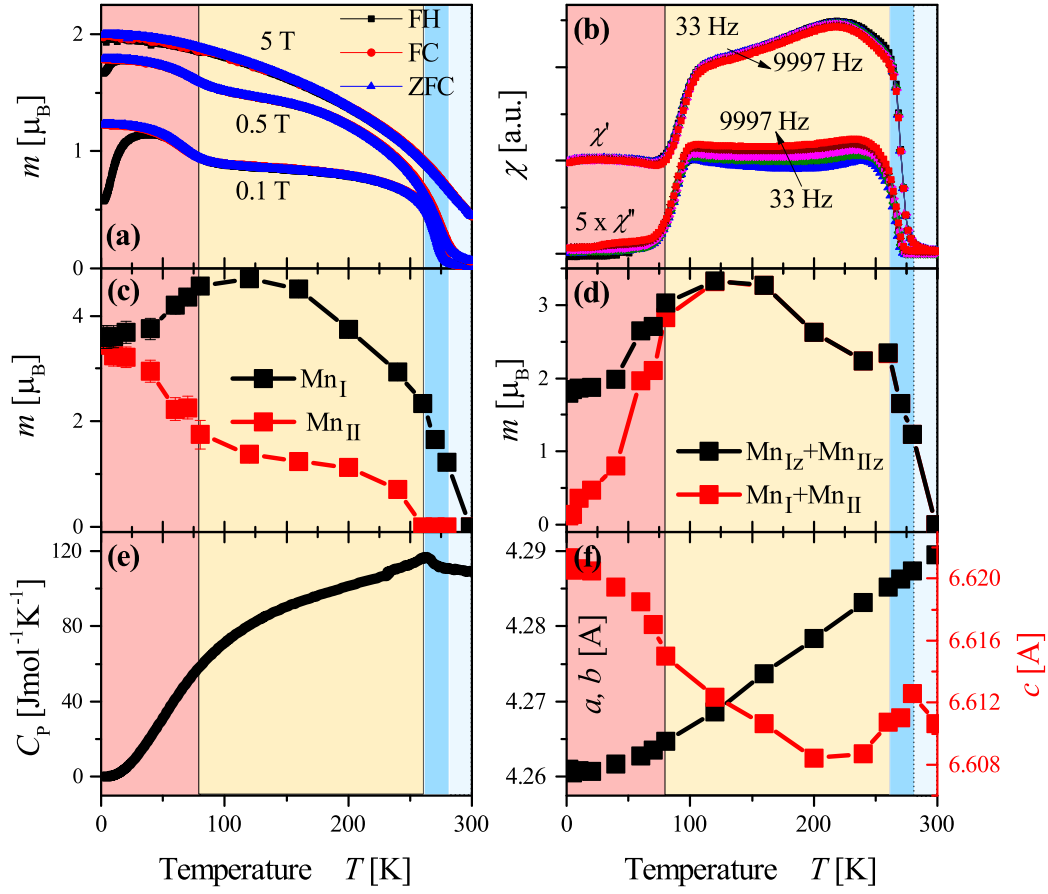 (a)
2
1
0
m [μB]
FH
FC
ZFC
5 T
0.5 T
0.1 T
(b)
χ [a.u.]
33 Hz
9997 Hz
9997 Hz
33 Hz
χ'
5 x χ''
(c)
4
2
0
m [μB]
MnI
MnII
(d)
3
2
1
0
m [μB]
MnIz+MnIIz
MnI+MnII
(e)
120
80
40
0
CP [Jmol-1K-1]
0 100 200 300
Temperature T [K]
(f)
4.29
4.28
4.27
4.26
a, b [A]
6.620
6.616
6.612
6.608
c [A]
0 100 200 300
Temperature T [K]